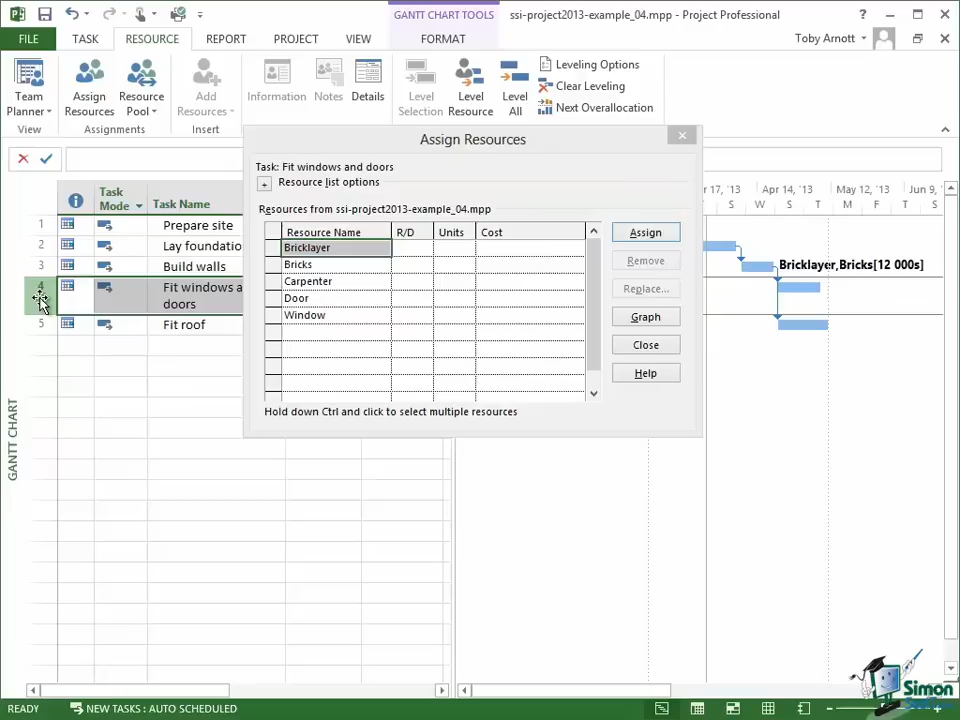 GANTT CHART TOOLS
ssi-project2013-example_04.mpp - Project Professional
?
FILE TASK RESOURCE REPORT PROJECT VIEW FORMAT
Toby Arnott
Team Planner
Assign Resources
Resource Pool
Add Resources
Information
Notes
Details
Level Selection
Level Resource
Level All
Leveling Options
Clear Leveling
Next Overallocation
View
Assignments
Insert
Assign Resources
Task: Fit windows and doors
+ Resource list options
Resources from ssi-project2013-example_04.mpp
Resource Name R/D Units Cost
Bricklayer
Bricks
Carpenter
Door
Window
Assign
Remove
Replace...
Graph
Close
Help
Hold down Ctrl and click to select multiple resources
Task Mode
Task Name
1 Prepare site
2 Lay foundatio
3 Build walls
4 Fit windows a
doors
5 Fit roof
17, '13 Apr 14, '13 May 12, '13 Jun 9,
S W S T M F T S
Bricklayer,Bricks[12 000s]
GANTT CHART
READY
NEW TASKS : AUTO SCHEDULED
Simon